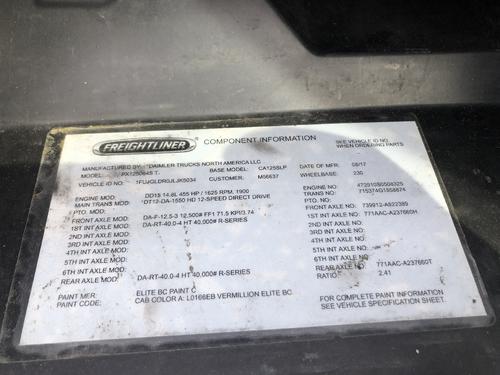 FREIGHTLINER COMPONENT INFORMATION SEE VEHICLE ID NO. WHEN ORDERING PARTS
MANUFACTURED BY: DAIMLER TRUCKS NORTH AMERICA LLC DATE OF MFR: 08/17
MODEL: PX125064S T- BASE MODEL: CA125SLP WHEELBASE: 230
VEHICLE ID NO: CUSTOMER: M56637
ENGINE MOD: DD15 14.8L 455 HP / 1625 RPM, 1900 ENGINE NO:
MAIN TRANS MOD: DT12-DA-1550 HD 12-SPEED DIRECT DRIVE TRANS NO:
PTO. MOD: PTO. NO:
FRONT AXLE MOD: DA-F-12.5-3 12,500# FF1 71.5 KPI/3.74 FRONT AXLE NO:
1ST INT AXLE MOD: DA-RT-40.0-4 HT 40,000# R-SERIES 1ST INT AXLE NO:
2ND INT AXLE MOD: 2ND INT AXLE NO:
3RD INT AXLE MOD: 3RD INT AXLE NO:
4TH INT AXLE MOD: 4TH INT AXLE NO:
5TH INT AXLE MOD: 5TH INT AXLE NO:
6TH INT AXLE MOD: 6TH INT AXLE NO:
REAR AXLE MOD: DA-RT-40.0-4 HT 40,000# R-SERIES REAR AXLE NO:
RATIO: 2.41
PAINT MFR: ELITE BC PAINT C FOR COMPLETE PAINT INFORMATION
PAINT CODE: CAB COLOR A: L0166EB VERMILLION ELITE BC SEE VEHICLE SPECIFICATION SHEET.